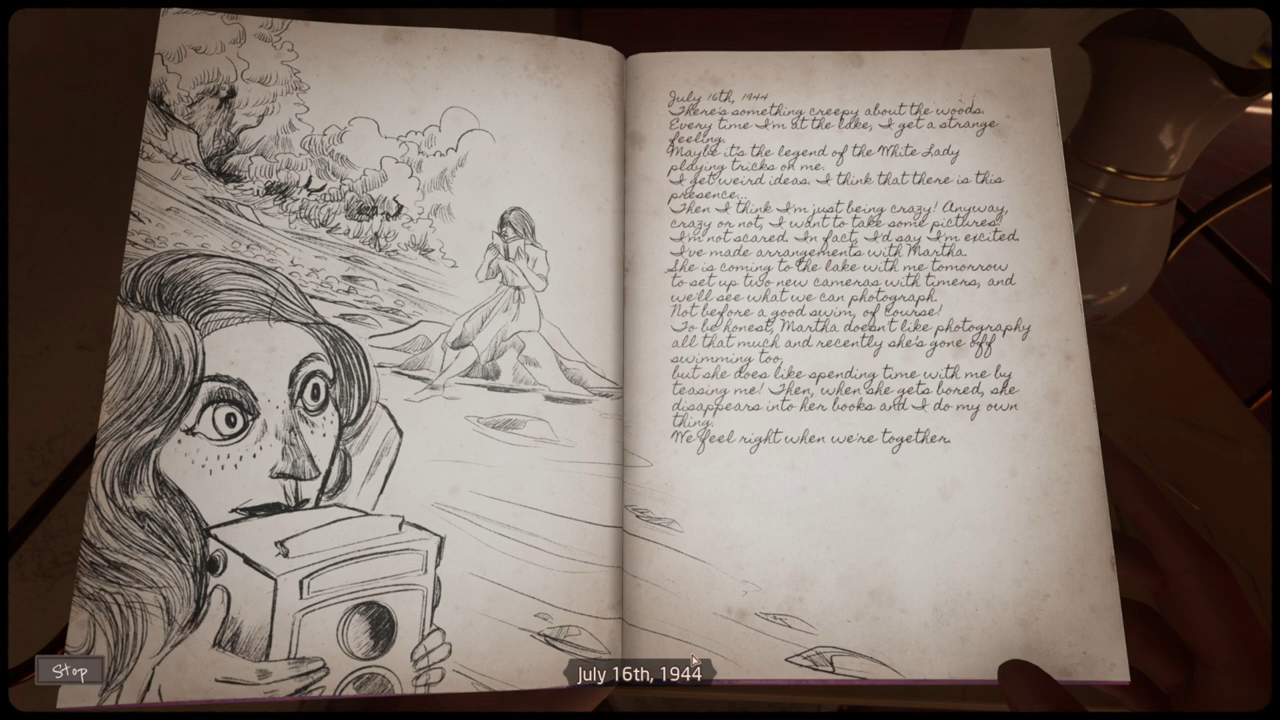 July 16th, 1944
There's something creepy about the woods.
Every time I'm at the lake, I get a strange
feeling.
Maybe it's the legend of the White Lady
playing tricks on me.
I get weird ideas. I think that there is this
presence...
Then I think I'm just being crazy! Anyway,
crazy or not, I want to take some pictures.
I'm not scared. In fact, I'd say I'm excited.
I've made arrangements with Martha.
She is coming to the lake with me tomorrow
to set up two new cameras with timers, and
we'll see what we can photograph.
Not before a good swim, of course!
To be honest, Martha doesn't like photography
all that much and recently she's gone off
swimming too,
but she does like spending time with me by
teasing me! Then, when she gets bored, she
disappears into her books and I do my own
thing.
We feel right when we're together.
Stop
July 16th, 1944